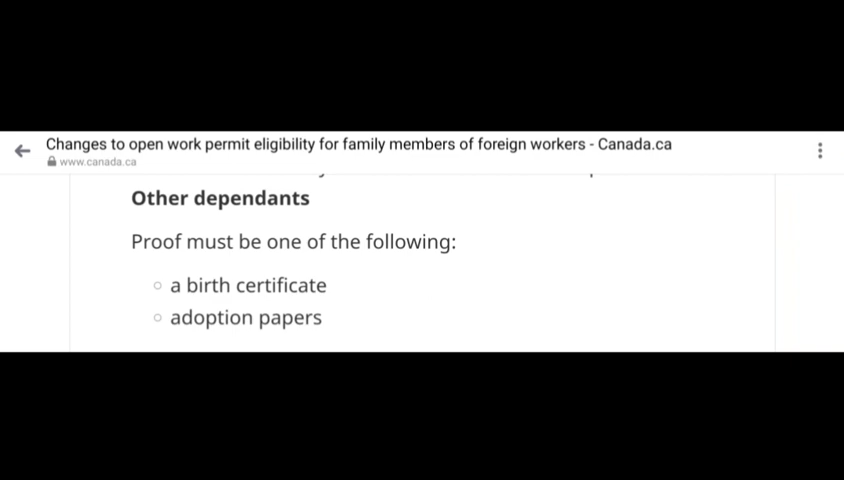 Changes to open work permit eligibility for family members of foreign workers - Canada.ca
www.canada.ca
Other dependants
Proof must be one of the following:
a birth certificate
adoption papers